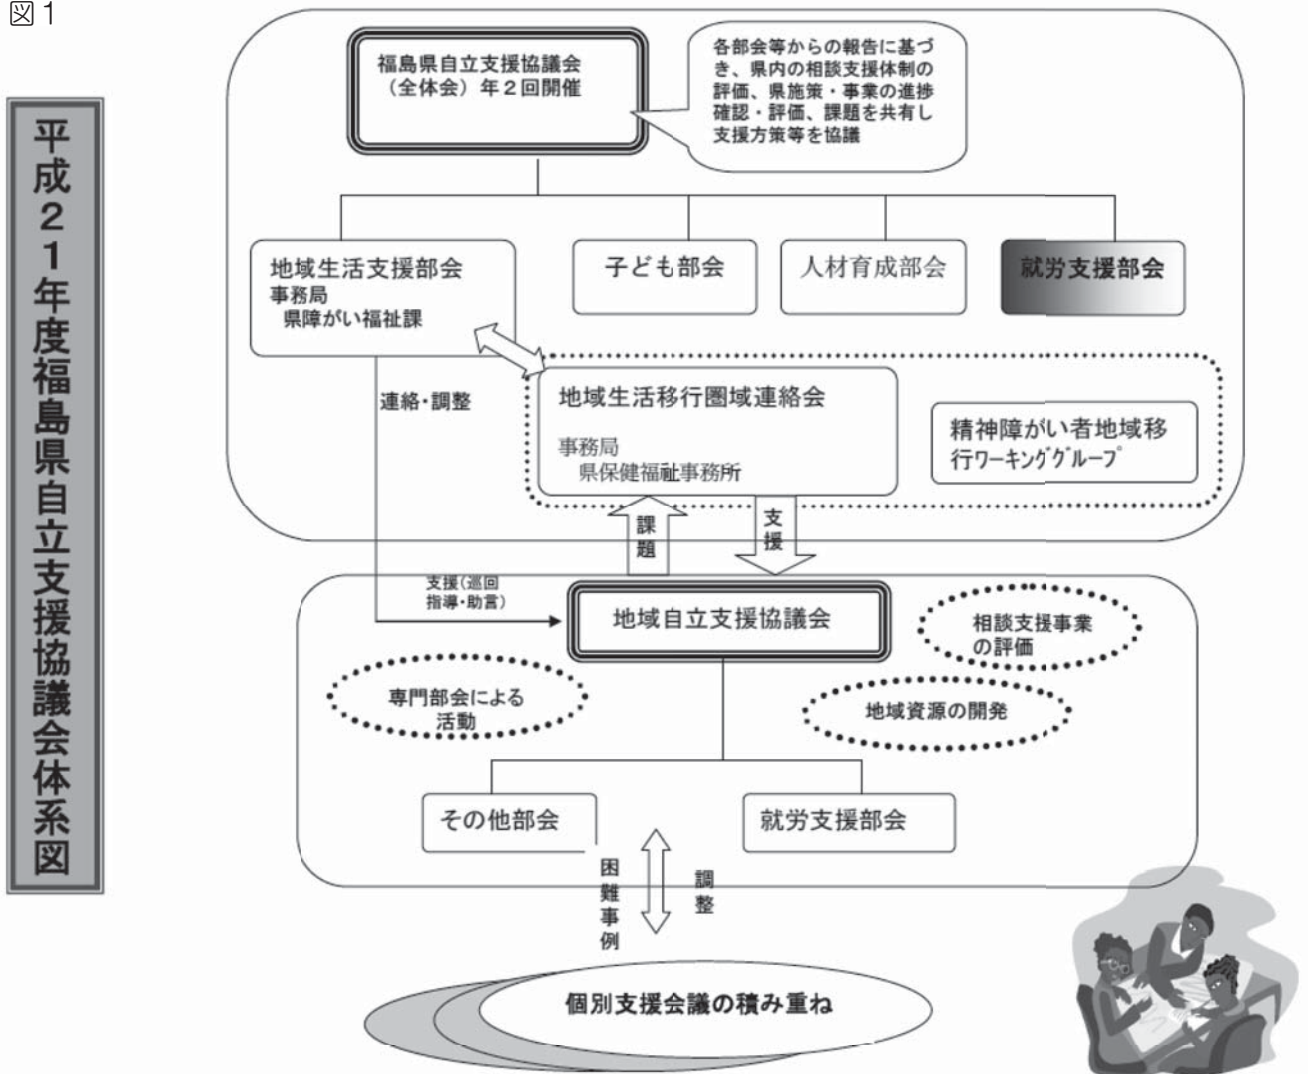 図1
平成21年度福島県自立支援協議会体系図
福島県自立支援協議会
（全体会）年２回開催
各部会等からの報告に基づ
き、県内の相談支援体制の
評価、県施策・事業の進捗
確認・評価、課題を共有し
支援方策等を協議
地域生活支援部会
事務局
県障がい福祉課
子ども部会
人材育成部会
就労支援部会
連絡・調整
地域生活移行圏域連絡会
事務局
県保健福祉事務所
精神障がい者地域移
行ﾜｰｷﾝｸﾞｸﾞﾙｰﾌﾟ
課題
支援
支援（巡回
指導・助言）
地域自立支援協議会
相談支援事業
の評価
専門部会による
活動
地域資源の開発
その他部会
就労支援部会
困難事例
調整
個別支援会議の積み重ね